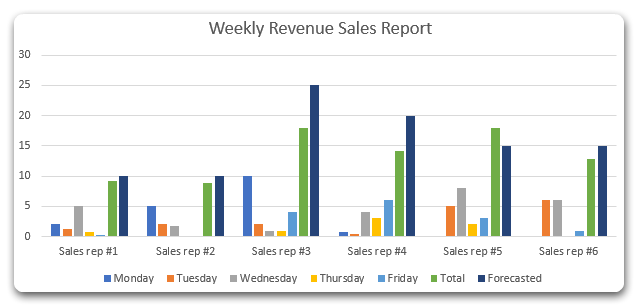 Weekly Revenue Sales Report
30
25
20
15
10
5
0
Sales rep #1 Sales rep #2 Sales rep #3 Sales rep #4 Sales rep #5 Sales rep #6
Monday Tuesday Wednesday Thursday Friday Total Forecasted